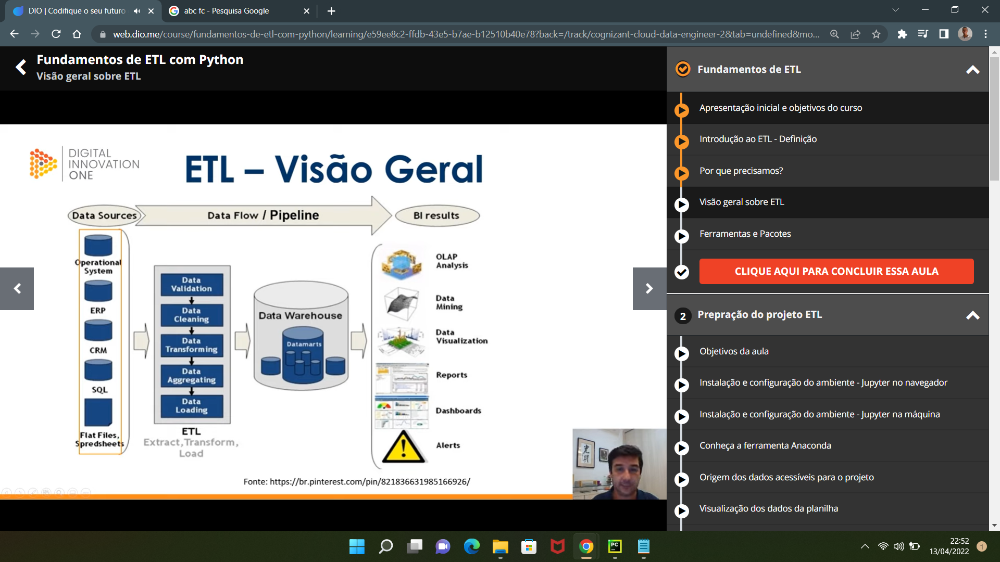 DIO | Codifique o seu futuro
abc fc - Pesquisa Google
web.dio.me/course/fundamentos-de-etl-com-python/learning/e59ee8c2-ffdb-43e5-b7ae-b12510b40e78?back=/track/cognizant-cloud-data-engineer-2&tab=undefined&mo...
Fundamentos de ETL com Python
Visão geral sobre ETL
DIGITAL
INNOVATION
ONE
ETL – Visão Geral
Data Sources
Data Flow / Pipeline
BI results
Operational
System
ERP
CRM
SQL
Flat Files,
Spredsheets
Data
Validation
Data
Cleaning
Data
Transforming
Data
Aggregating
Data
Loading
ETL
Extract,Transform,
Load
Data Warehouse
Datamarts
OLAP
Analysis
Data
Mining
Data
Visualization
Reports
Dashboards
Alerts
Fonte: https://br.pinterest.com/pin/821836631985166926/
Fundamentos de ETL
Apresentação inicial e objetivos do curso
Introdução ao ETL - Definição
Por que precisamos?
Visão geral sobre ETL
Ferramentas e Pacotes
CLIQUE AQUI PARA CONCLUIR ESSA AULA
2 Prepração do projeto ETL
Objetivos da aula
Instalação e configuração do ambiente - Jupyter no navegador
Instalação e configuração do ambiente - Jupyter na máquina
Conheça a ferramenta Anaconda
Origem dos dados acessíveis para o projeto
Visualização dos dados da planilha
PC
22:52
13/04/2022
1